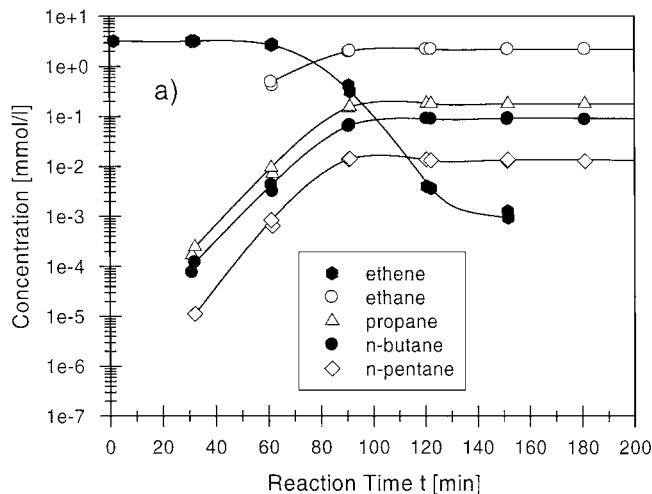 1e+1
1e+0
1e-1
1e-2
1e-3
1e-4
1e-5
1e-6
1e-7
Concentration [mmol/l]
a)
ethene
ethane
propane
n-butane
n-pentane
0 20 40 60 80 100 120 140 160 180 200
Reaction Time t [min]